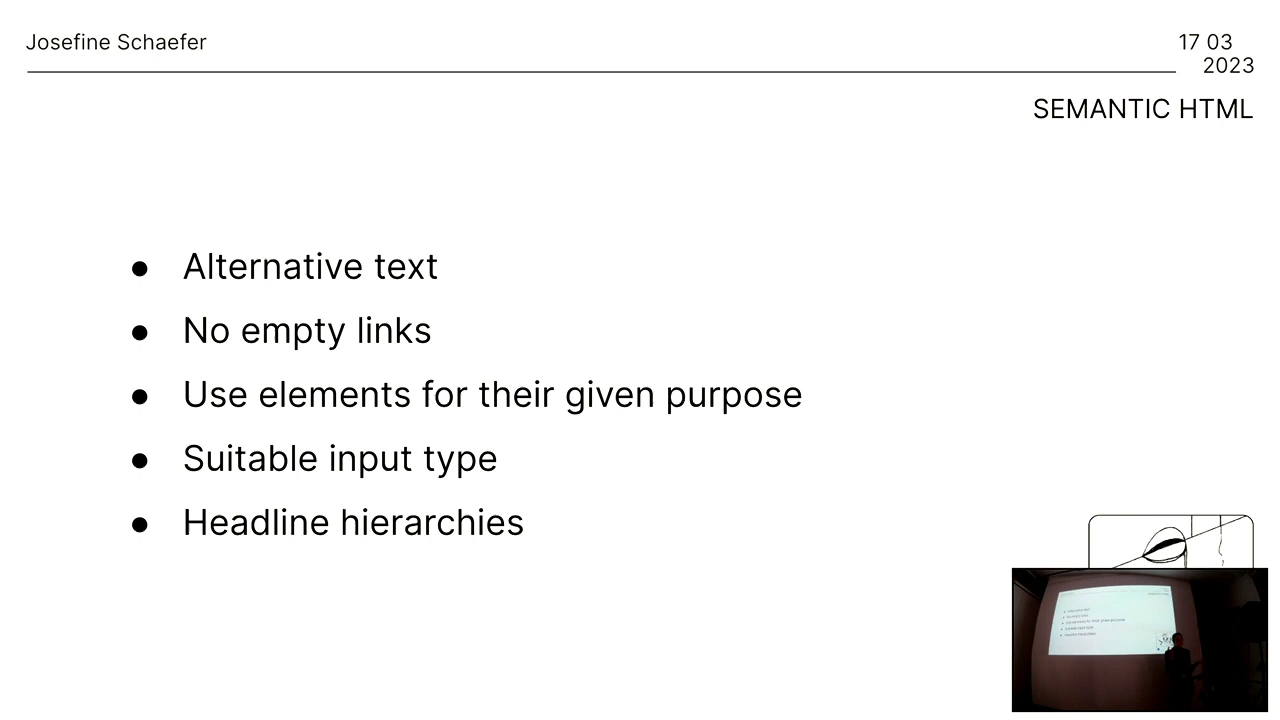 Josefine Schaefer
17 03
2023
SEMANTIC HTML
● Alternative text
● No empty links
● Use elements for their given purpose
● Suitable input type
● Headline hierarchies